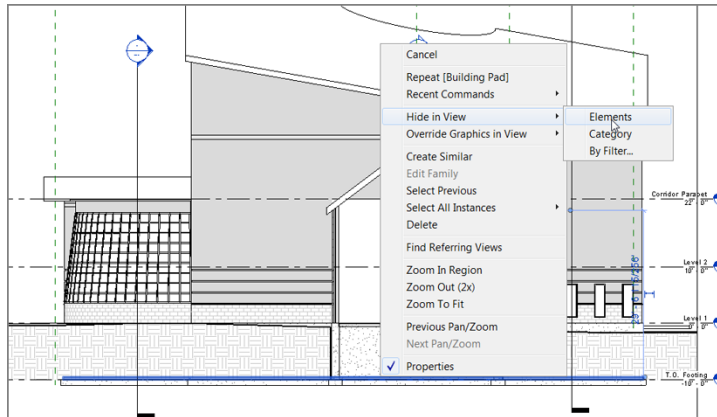 Cancel
Repeat [Building Pad]
Recent Commands
Hide in View
Elements
Override Graphics in View
Category
By Filter...
Create Similar
Edit Family
Select Previous
Select All Instances
Delete
Find Referring Views
Zoom In Region
Zoom Out (2x)
Zoom To Fit
Previous Pan/Zoom
Next Pan/Zoom
Properties
Corridor Parapet
22' - 0"
Level 2
10' - 0"
Level 1
0' - 0"
T.O. Footing
-10' - 0"